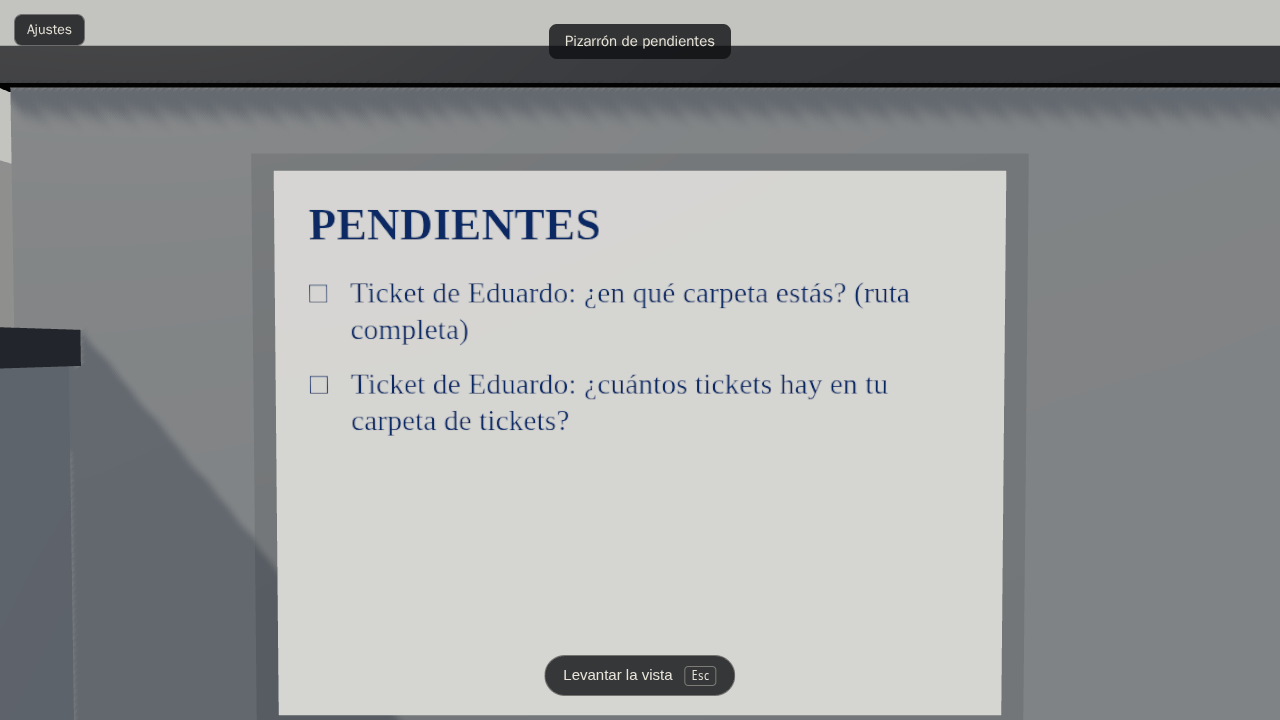 Ajustes
Pizarrón de pendientes
PENDIENTES
☐ Ticket de Eduardo: ¿en qué carpeta estás? (ruta
completa)
☐ Ticket de Eduardo: ¿cuántos tickets hay en tu
carpeta de tickets?
Levantar la vista Esc